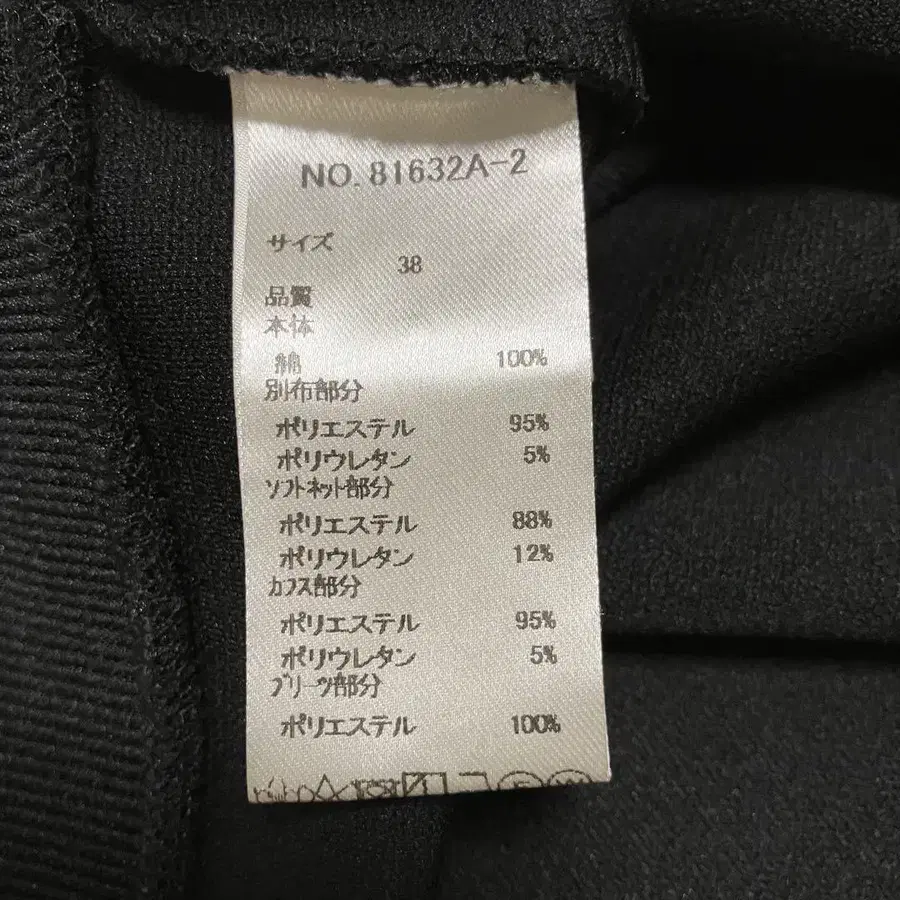 NO. 81632A-2
サイズ
38
品質
本体
綿 100%
別布部分
ポリエステル 95%
ポリウレタン 5%
ソフトネット部分
ポリエステル 88%
ポリウレタン 12%
カフス部分
ポリエステル 95%
ポリウレタン 5%
プリーツ部分
ポリエステル 100%